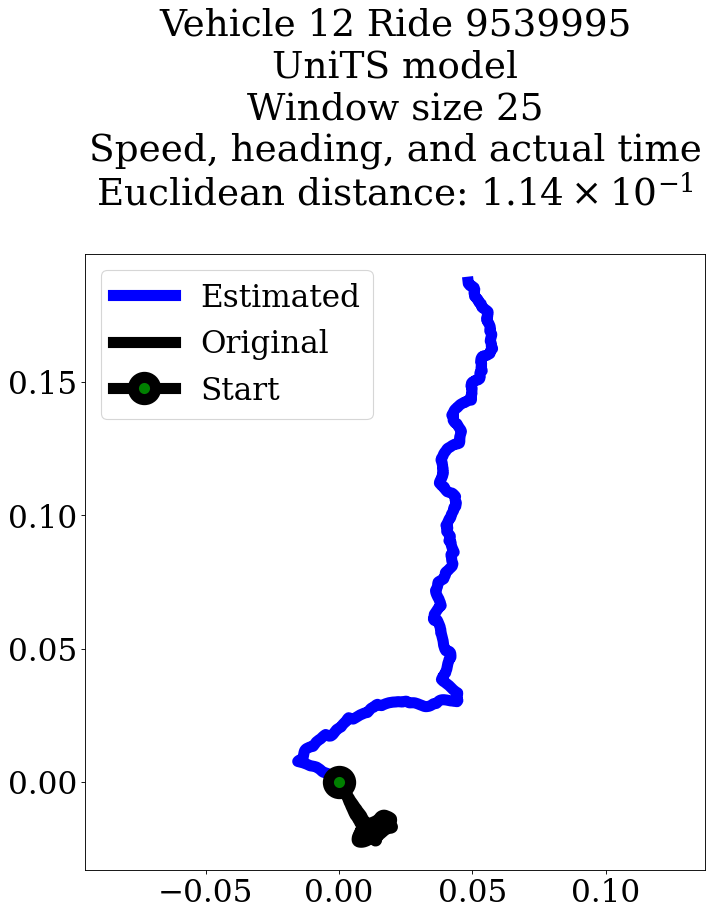 Vehicle 12 Ride 9539995
UniTS model
Window size 25
Speed, heading, and actual time
Euclidean distance: 1.14 × 10⁻¹
Estimated
Original
Start
0.15
0.10
0.05
0.00
−0.05 0.00 0.05 0.10